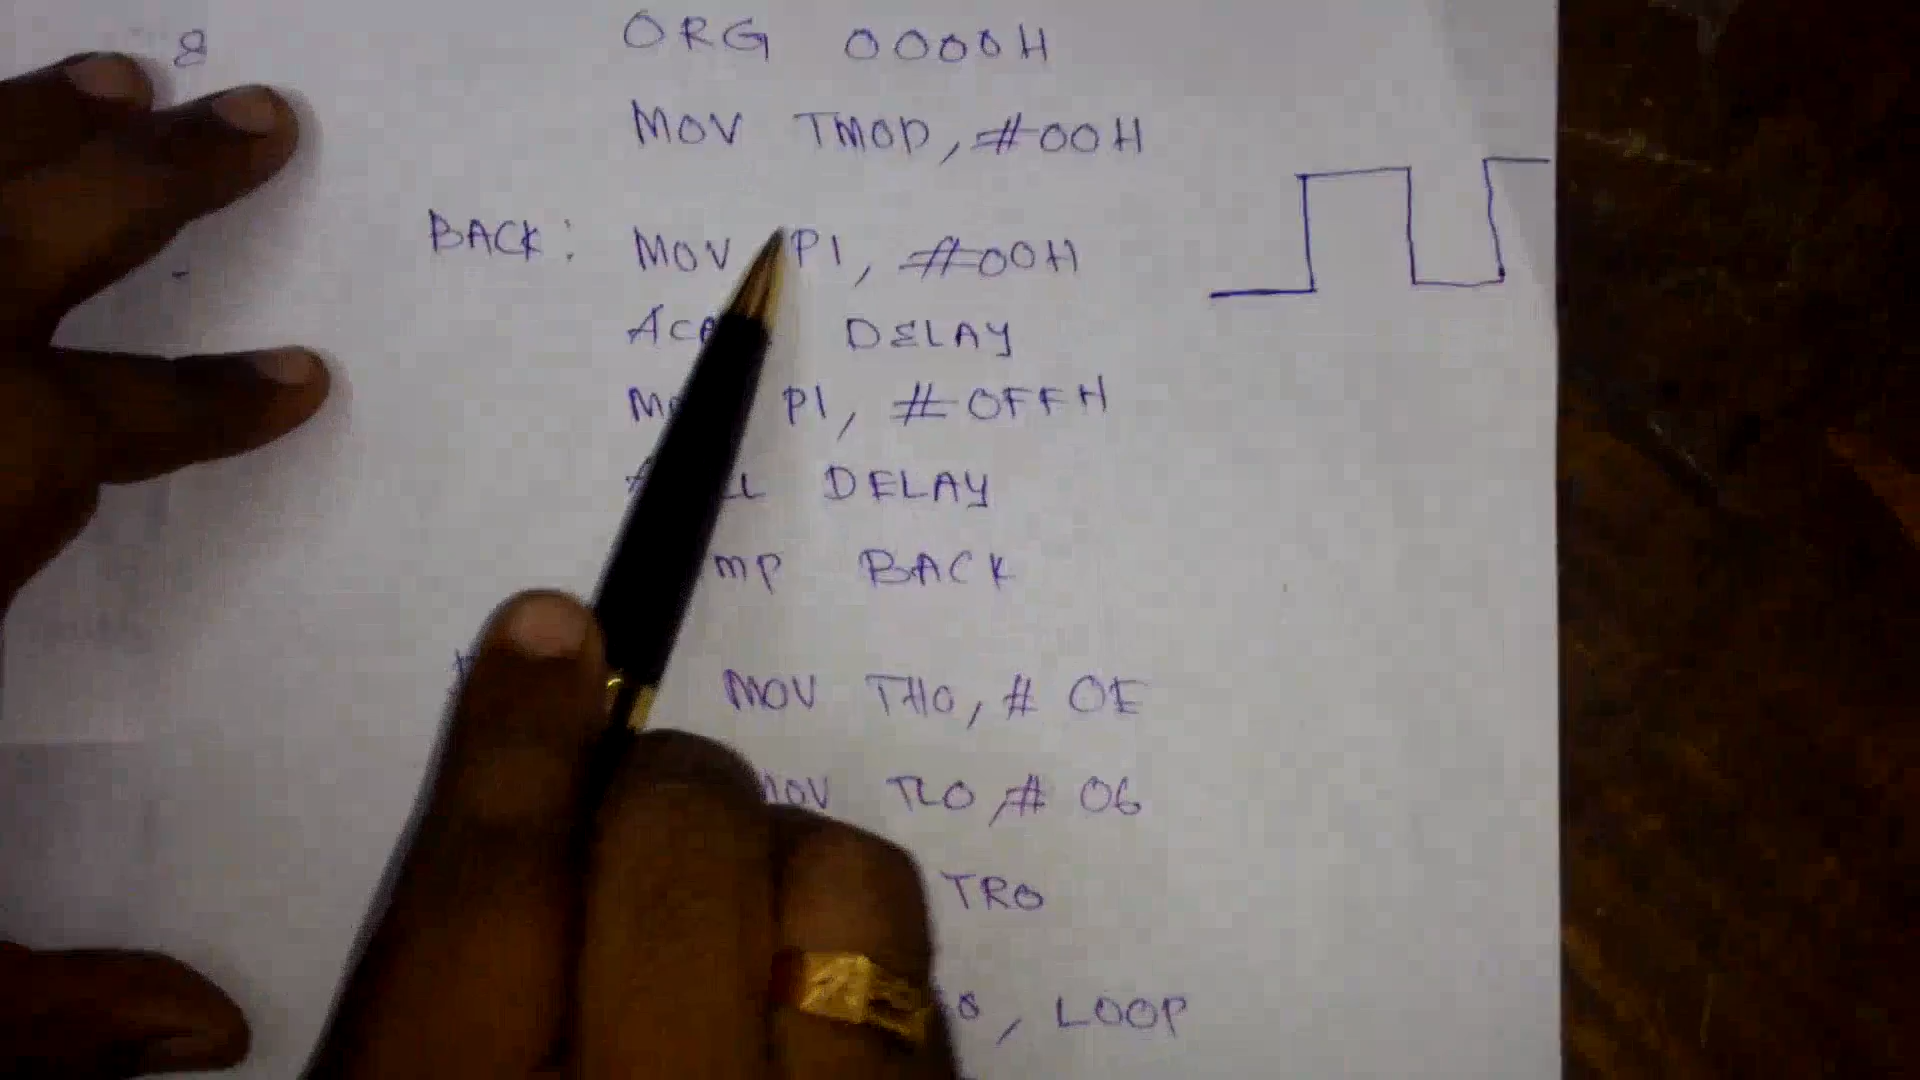 8
ORG 0000H
MOV TMOD, #00H
BACK: MOV P1, #00H
DELAY
P1, #0FFH
DELAY
BACK
MOV TH0, # 0E
MOV TL0, # 06
TR0
, LOOP